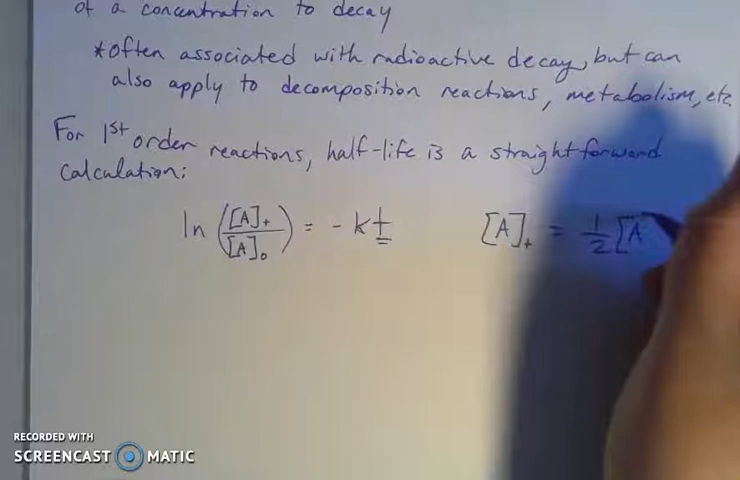 of a concentration to decay
*often associated with radioactive decay, but can
also apply to decomposition reactions, metabolism, etc.
For 1st order reactions, half-life is a straightforward
calculation:
ln ([A]t/[A]0) = -kt [A]t = 1/2 [A
RECORDED WITH
SCREENCAST MATIC